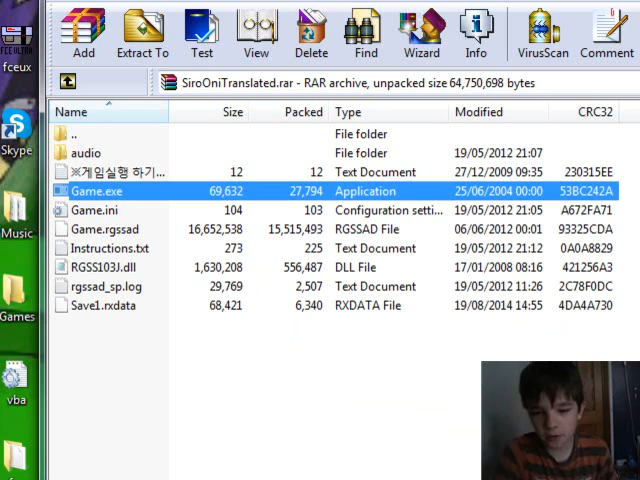 Add Extract To Test View Delete Find Wizard Info VirusScan Comment
SiroOniTranslated.rar - RAR archive, unpacked size 64,750,698 bytes
Name Size Packed Type Modified CRC32
.. File folder
audio File folder 19/05/2012 21:07
※게임실행 하기... 12 12 Text Document 27/12/2009 09:35 230315EE
Game.exe 69,632 27,794 Application 25/06/2004 00:00 53BC242A
Game.ini 104 103 Configuration setti... 19/05/2012 21:05 A672FA71
Game.rgssad 16,652,538 15,515,493 RGSSAD File 06/06/2012 00:01 93325CDA
Instructions.txt 273 225 Text Document 19/05/2012 21:12 0A0A8829
RGSS103J.dll 1,630,208 556,487 DLL File 17/01/2008 08:16 421256A3
rgssad_sp.log 29,769 2,507 Text Document 19/05/2012 11:26 2C78F0DC
Save1.rxdata 68,421 6,340 RXDATA File 19/08/2014 14:55 4DA4A730
FCE ULTRA
fceux
Skype
Music
Games
vba